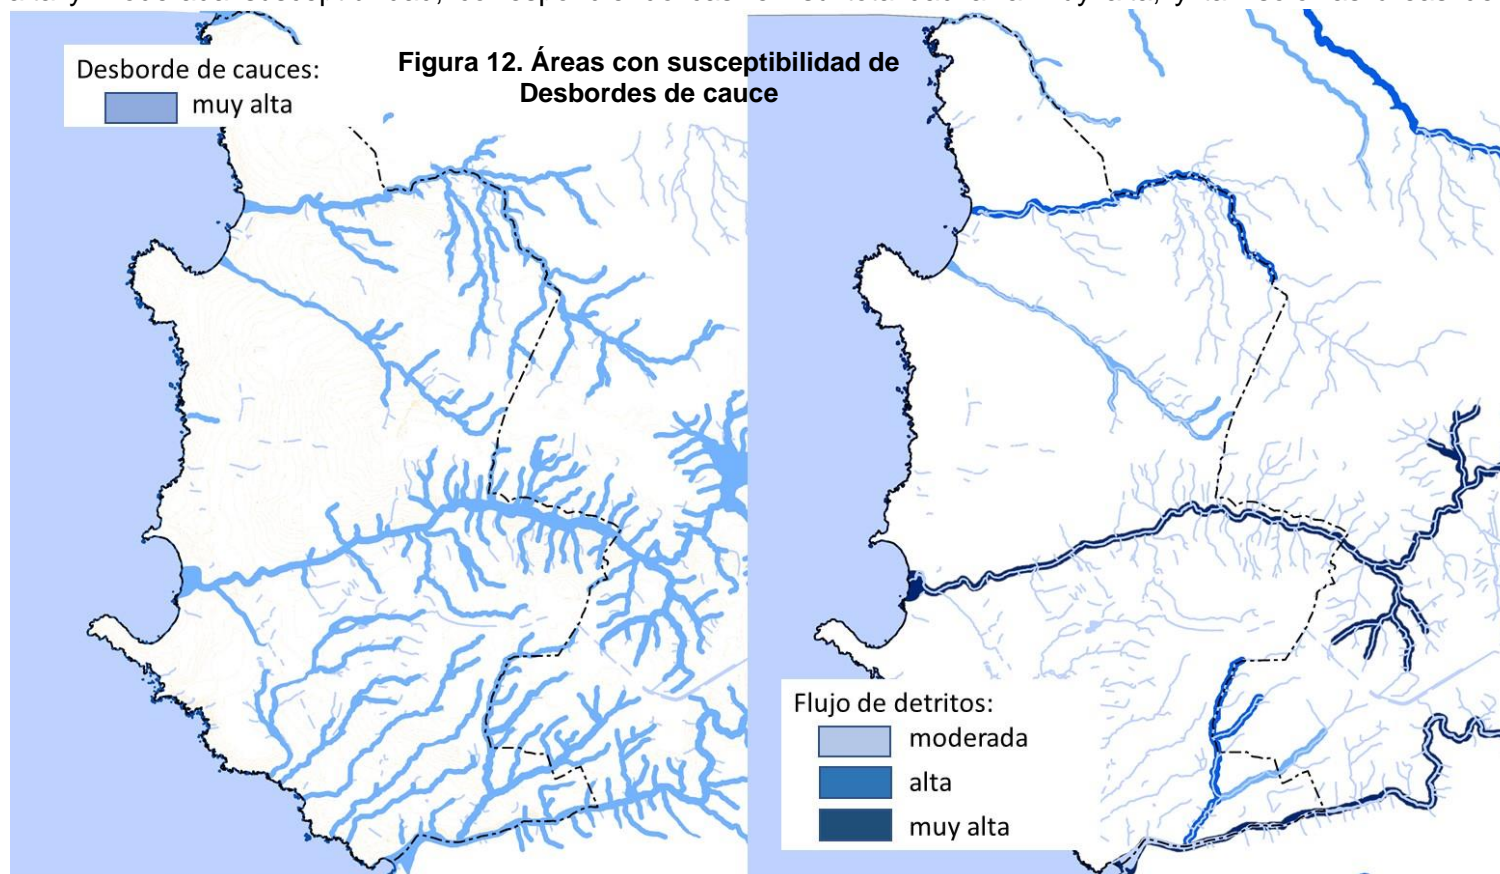 Figura 12. Áreas con susceptibilidad de
Desbordes de cauce
Desborde de cauces:
muy alta
Flujo de detritos:
moderada
alta
muy alta